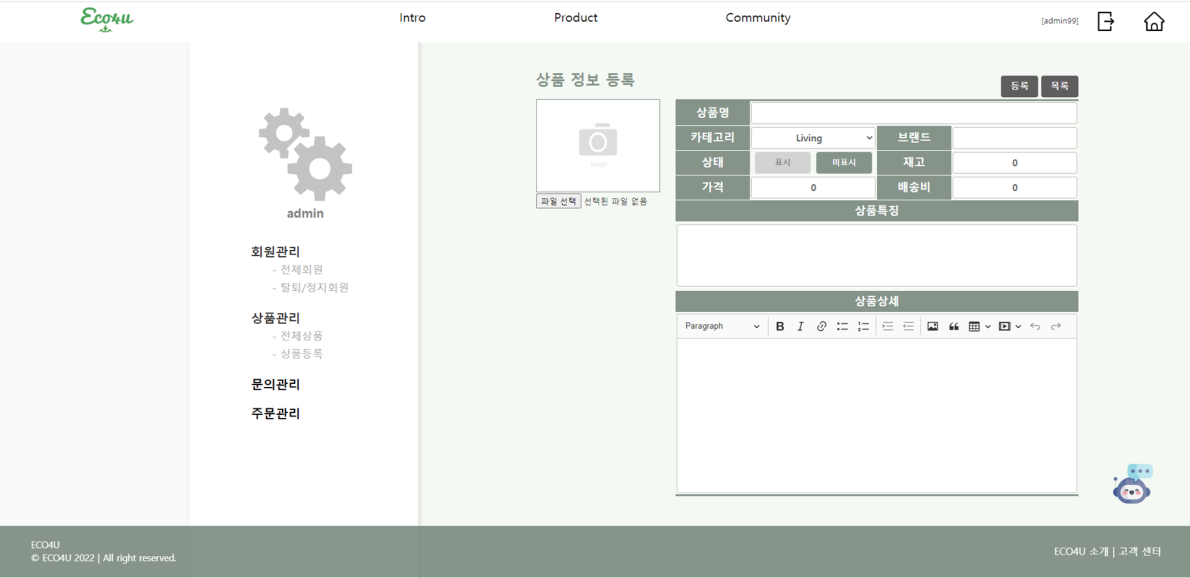 Eco4u
Intro
Product
Community
[admin99]
admin
회원관리
- 전체회원
- 탈퇴/정지회원
상품관리
- 전체상품
- 상품등록
문의관리
주문관리
상품 정보 등록
등록 목록
Image
파일 선택 선택된 파일 없음
상품명
카테고리 Living 브랜드
상태 표시 미표시 재고 0
가격 0 배송비 0
상품특징
상품상세
Paragraph
ECO4U
© ECO4U 2022 | All right reserved.
ECO4U 소개 | 고객 센터